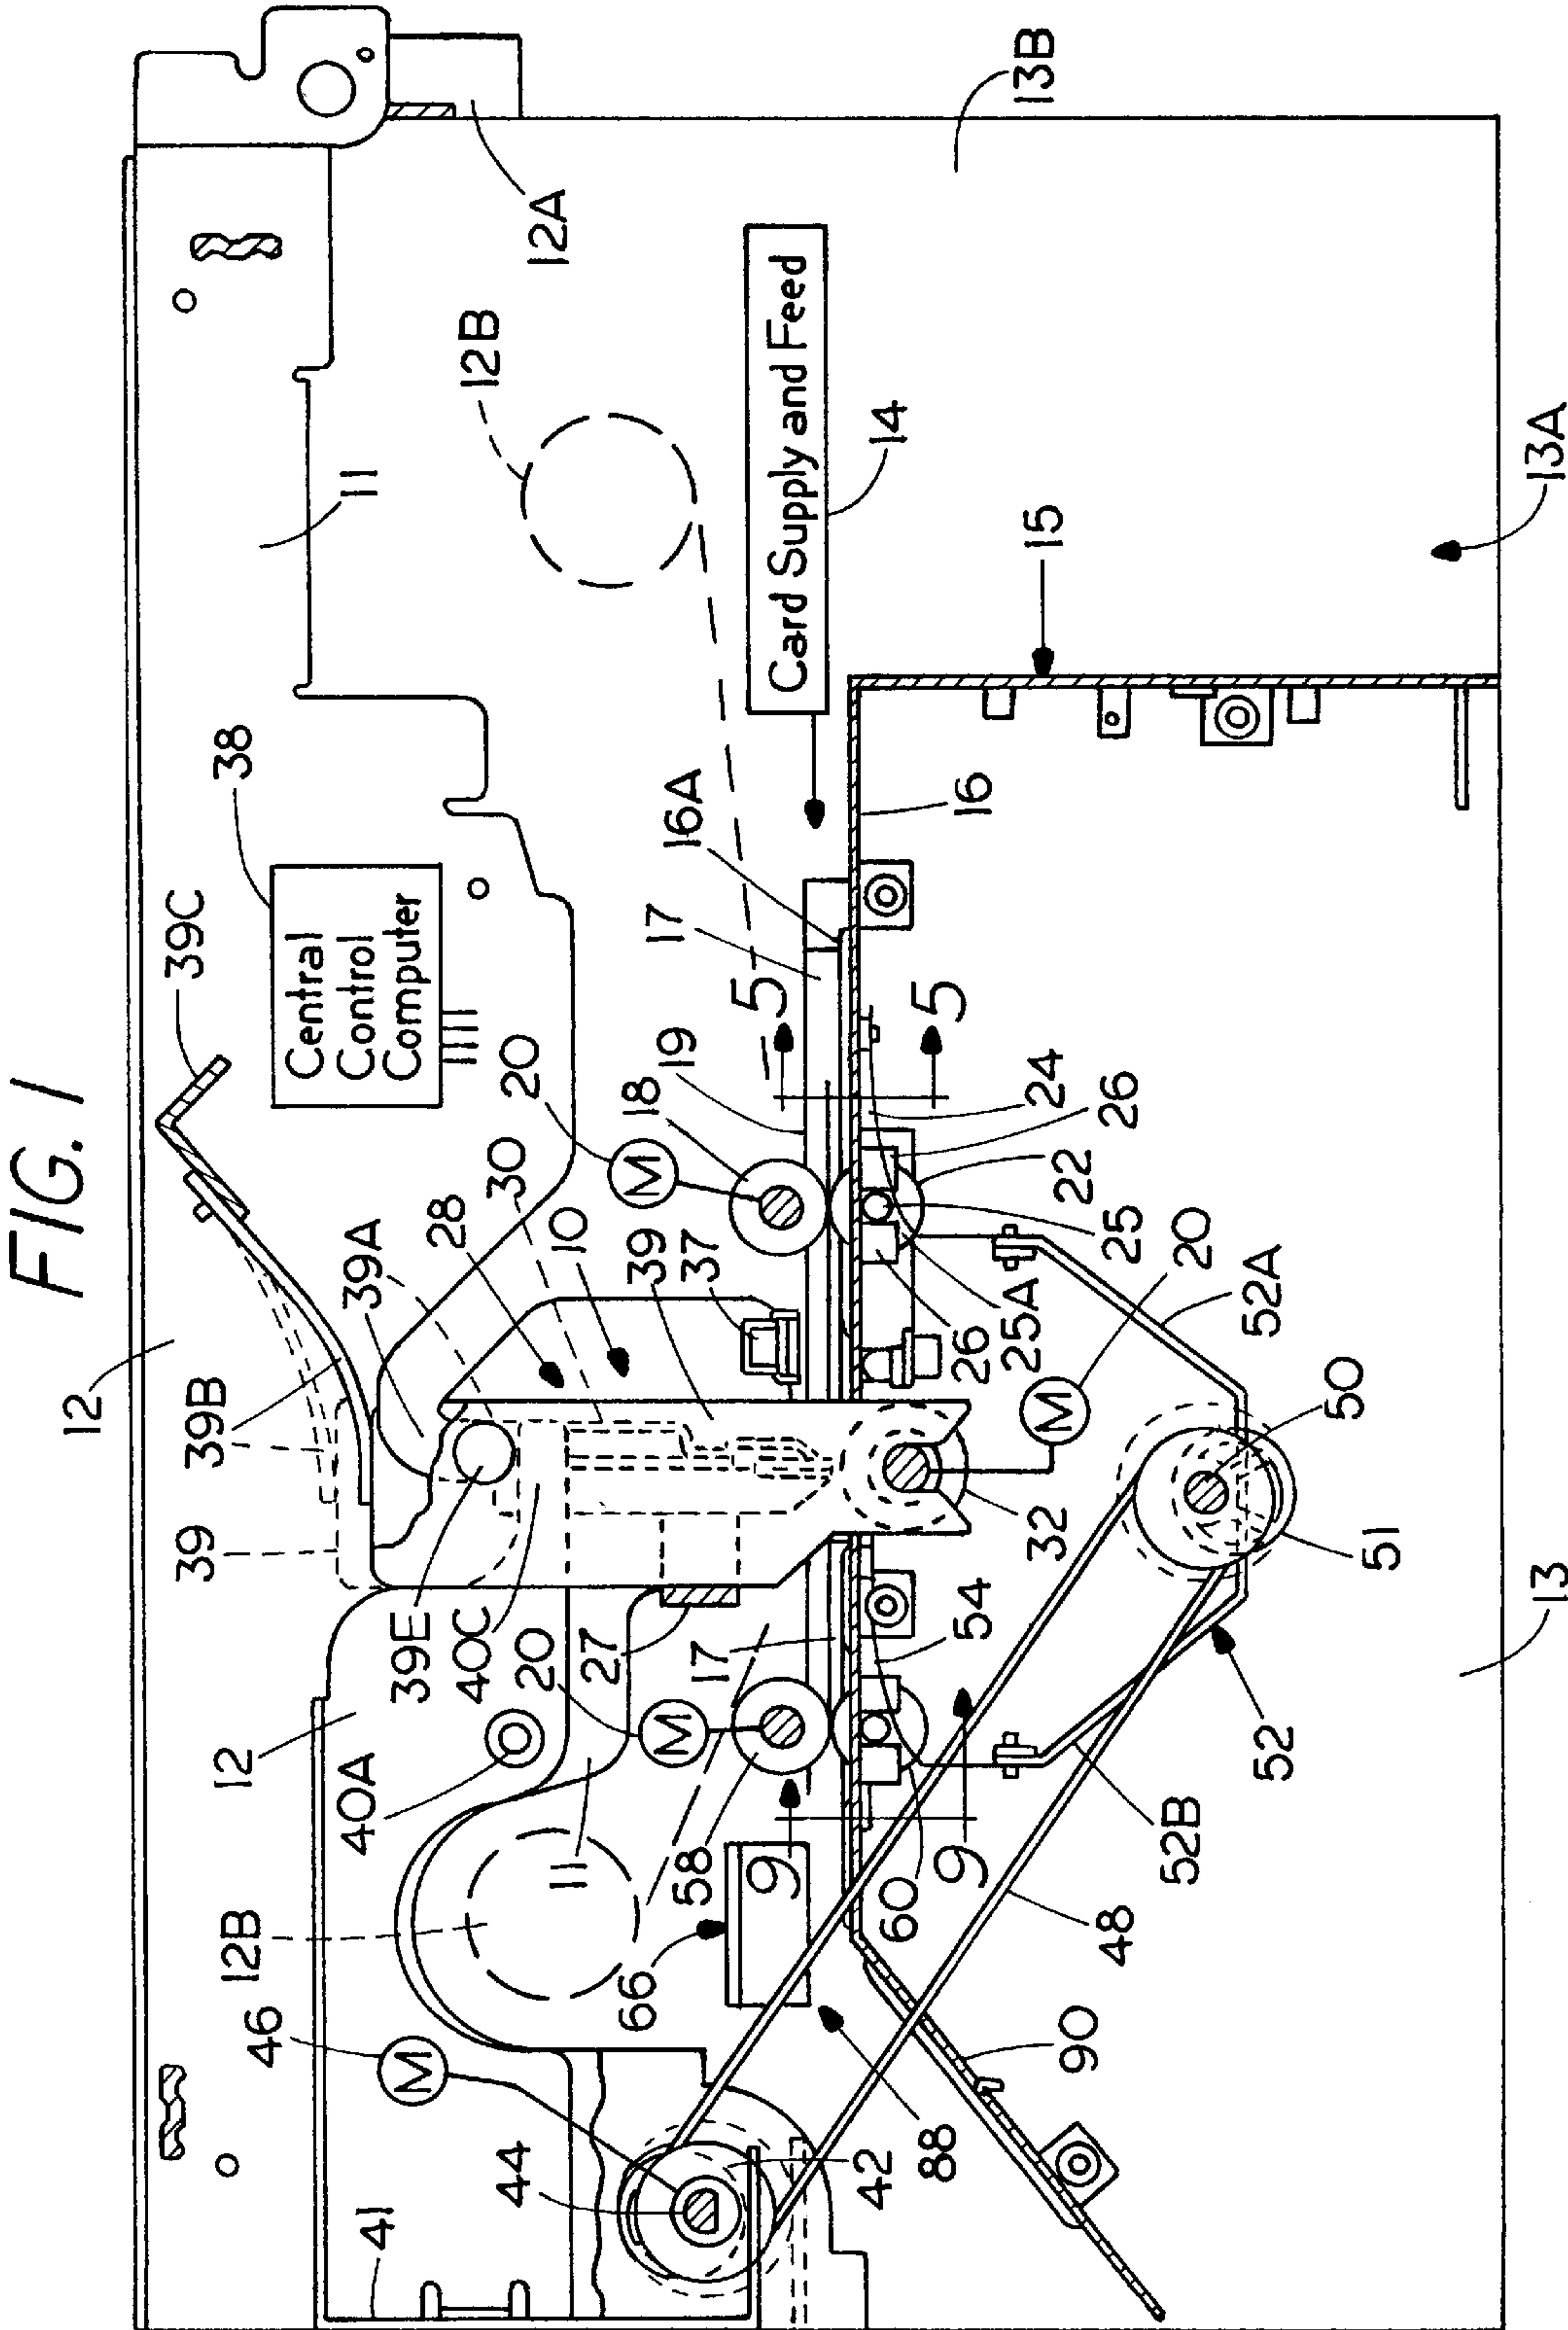 FIG. 1
12
39
39B
39C
38
Central
Control
Computer
11
12B
12A
39A
28
30
10
39
37
20
18
19
5
17
16A
Card Supply and Feed
14
13B
12
40A
39E
40C
20
27
17
54
32
20
26
25A
25
22
26
24
5
16
15
13A
41
44
46
12B
11
66
58
9
60
9
42
88
90
48
52B
52
51
50
52A
13
M
M
M
M